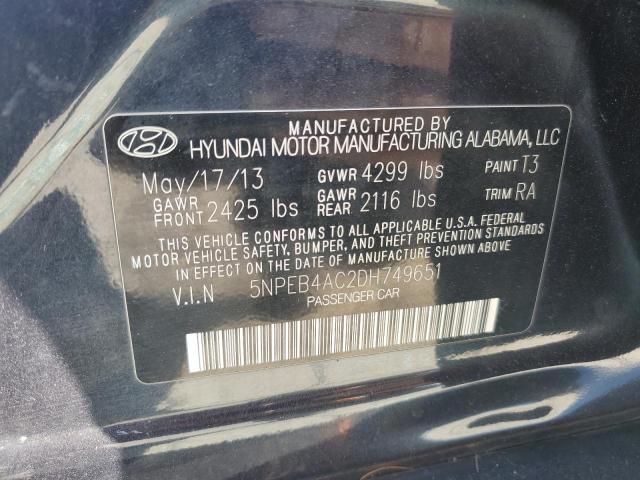 MANUFACTURED BY
HYUNDAI MOTOR MANUFACTURING ALABAMA, LLC
May/17/13 GVWR 4299 lbs PAINT T3
GAWR FRONT 2425 lbs GAWR REAR 2116 lbs TRIM RA
THIS VEHICLE CONFORMS TO ALL APPLICABLE U.S.A. FEDERAL
MOTOR VEHICLE SAFETY, BUMPER, AND THEFT PREVENTION STANDARDS
IN EFFECT ON THE DATE OF MANUFACTURE SHOWN ABOVE
V.I.N 5NPEB4AC2DH749651
PASSENGER CAR